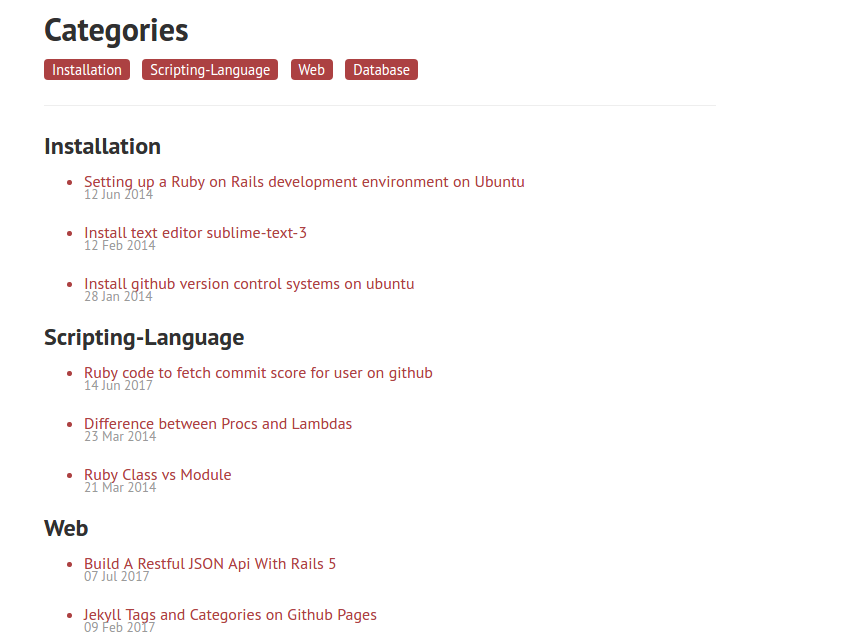 Categories
Installation Scripting-Language Web Database
Installation
Setting up a Ruby on Rails development environment on Ubuntu
12 Jun 2014
Install text editor sublime-text-3
12 Feb 2014
Install github version control systems on ubuntu
28 Jan 2014
Scripting-Language
Ruby code to fetch commit score for user on github
14 Jun 2017
Difference between Procs and Lambdas
23 Mar 2014
Ruby Class vs Module
21 Mar 2014
Web
Build A Restful JSON Api With Rails 5
07 Jul 2017
Jekyll Tags and Categories on Github Pages
09 Feb 2017